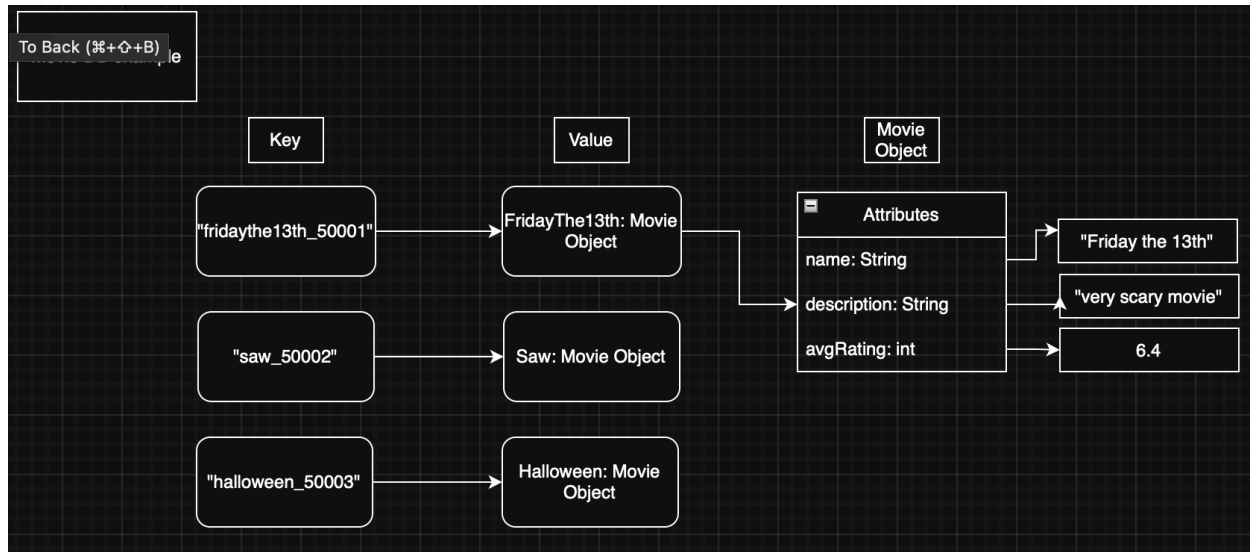 To Back (⌘+⇧+B)
Key
Value
Movie
Object
"fridaythe13th_50001"
FridayThe13th: Movie
Object
Attributes
name: String
description: String
avgRating: int
"Friday the 13th"
"very scary movie"
6.4
"saw_50002"
Saw: Movie Object
"halloween_50003"
Halloween: Movie
Object